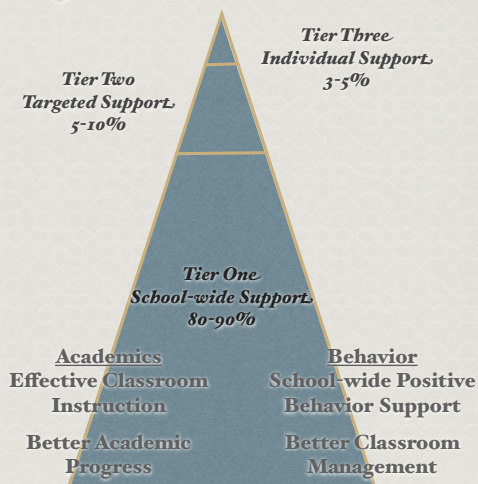 Tier Three
Individual Support
3-5%
Tier Two
Targeted Support
5-10%
Tier One
School-wide Support
80-90%
Academics
Effective Classroom
Instruction
Better Academic
Progress
Behavior
School-wide Positive
Behavior Support
Better Classroom
Management